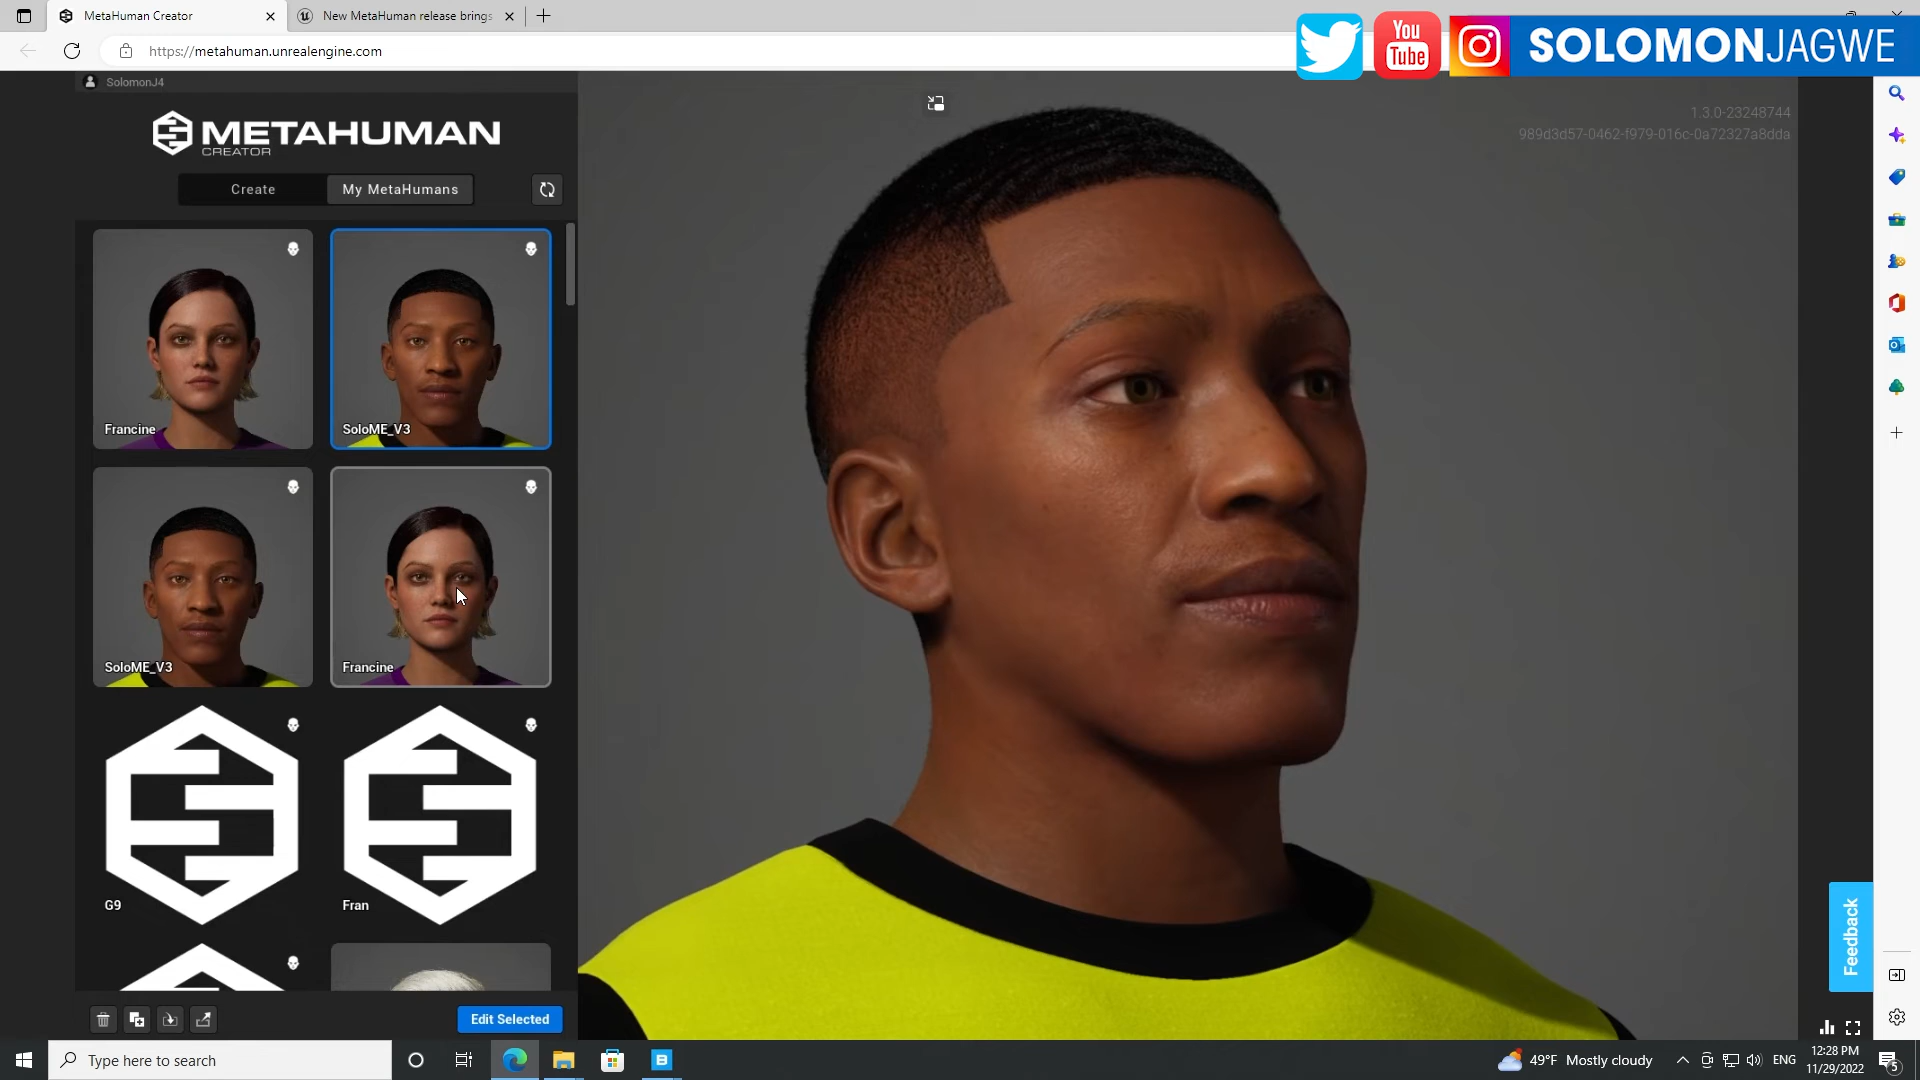 MetaHuman Creator
New MetaHuman release brings
https://metahuman.unrealengine.com
You
Tube
SOLOMONJAGWE
SolomonJ4
METAHUMAN
CREATOR
Create
My MetaHumans
1.3.0-23248744
989d3d57-0462-f979-016c-0a72327a8dda
Francine
SoloME_V3
SoloME_V3
Francine
G9
Fran
Edit Selected
Feedback
Type here to search
49°F Mostly cloudy
ENG
12:28 PM
11/29/2022
5